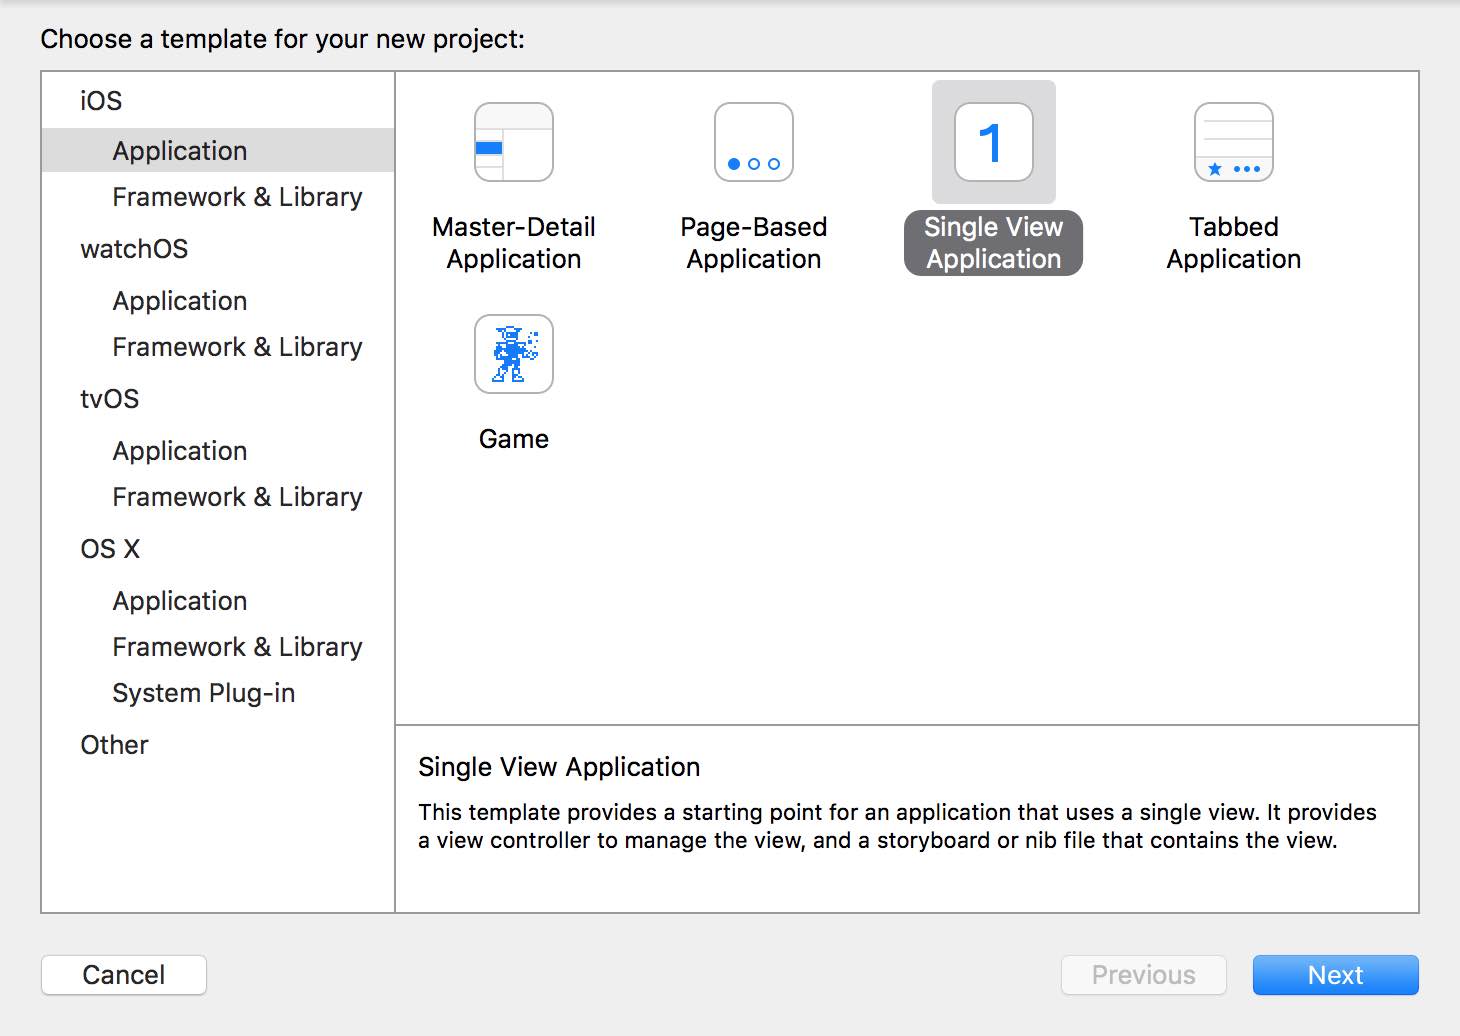 Choose a template for your new project:
iOS
Application
Framework & Library
watchOS
Application
Framework & Library
tvOS
Application
Framework & Library
OS X
Application
Framework & Library
System Plug-in
Other
Master-Detail
Application
Page-Based
Application
1
Single View
Application
Tabbed
Application
Game
Single View Application
This template provides a starting point for an application that uses a single view. It provides
a view controller to manage the view, and a storyboard or nib file that contains the view.
Cancel
Previous
Next